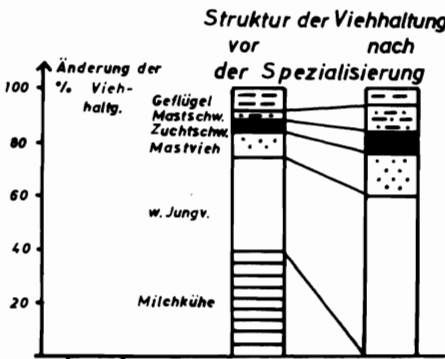 Struktur der Viehhaltung
vor nach
der Spezialisierung
Änderung der
% Vieh-
haltg.
100
Geflügel
Mastschw.
Zuchtschw.
80
Mastvieh
60
w. Jungv.
40
20
Milchkühe